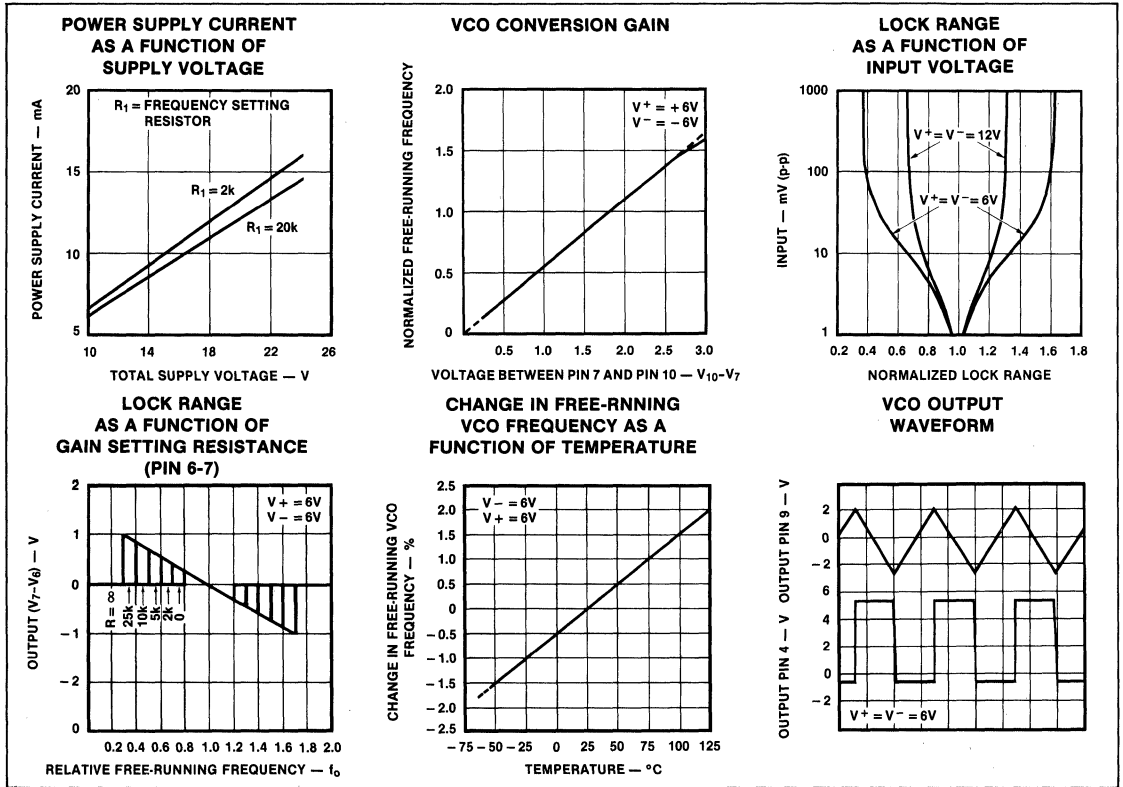 POWER SUPPLY CURRENT
AS A FUNCTION OF
SUPPLY VOLTAGE
POWER SUPPLY CURRENT — mA
20
15
10
5
R1 = FREQUENCY SETTING
RESISTOR
R1 = 2k
R1 = 20k
10 14 18 22 26
TOTAL SUPPLY VOLTAGE — V
VCO CONVERSION GAIN
NORMALIZED FREE-RUNNING FREQUENCY
2.0
1.5
1.0
0.5
0
V+ = +6V
V− = −6V
0.5 1.0 1.5 2.0 2.5 3.0
VOLTAGE BETWEEN PIN 7 AND PIN 10 — V10-V7
LOCK RANGE
AS A FUNCTION OF
INPUT VOLTAGE
INPUT — mV (p-p)
1000
100
10
1
V+ = V− = 12V
V+ = V− = 6V
0.2 0.4 0.6 0.8 1.0 1.2 1.4 1.6 1.8
NORMALIZED LOCK RANGE
LOCK RANGE
AS A FUNCTION OF
GAIN SETTING RESISTANCE
(PIN 6-7)
OUTPUT (V7–V6) — V
2
1
0
−1
−2
0
V + = 6V
V − = 6V
R = ∞
25k
10k
5k
2k
0
0.2 0.4 0.6 0.8 1.0 1.2 1.4 1.6 1.8 2.0
RELATIVE FREE-RUNNING FREQUENCY — fo
CHANGE IN FREE-RNNING
VCO FREQUENCY AS A
FUNCTION OF TEMPERATURE
CHANGE IN FREE-RUNNING VCO
FREQUENCY — %
2.5
2.0
1.5
1.0
0.5
0
−0.5
−1.0
−1.5
−2.0
−2.5
V − = 6V
V + = 6V
−75 −50 −25 0 25 50 75 100 125
TEMPERATURE — °C
VCO OUTPUT
WAVEFORM
OUTPUT PIN 4 — V OUTPUT PIN 9 — V
2
0
−2
6
4
2
0
−2
V+ = V− = 6V